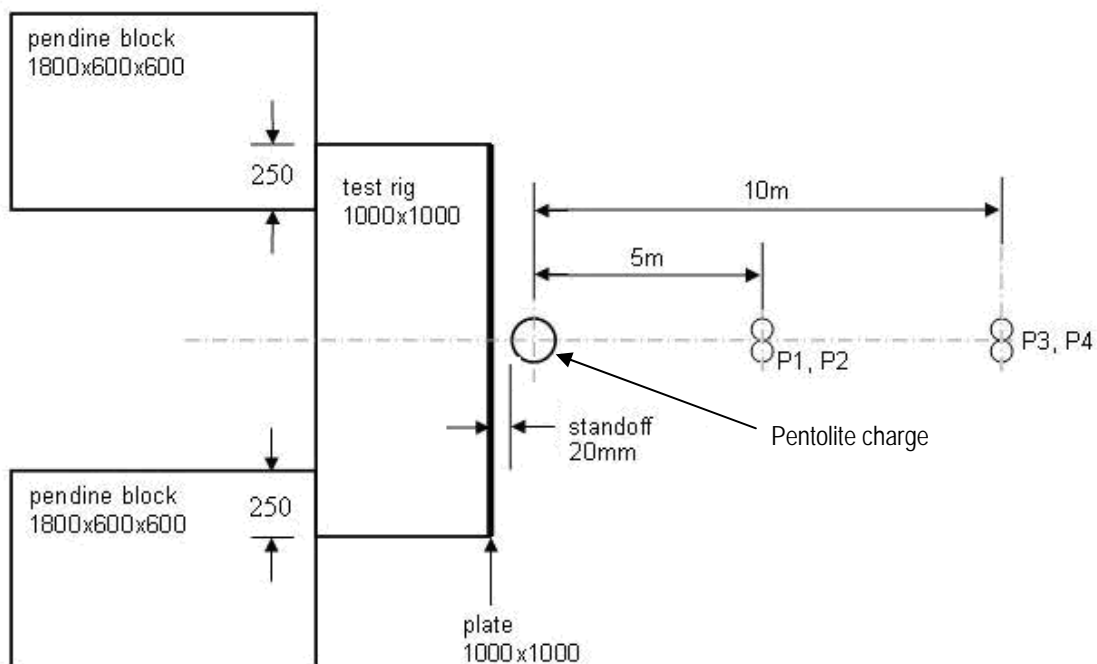 pendine block
1800x600x600
250
test rig
1000x1000
10m
5m
P1, P2
P3, P4
standoff
20mm
Pentolite charge
pendine block
1800x600x600
250
plate
1000x1000